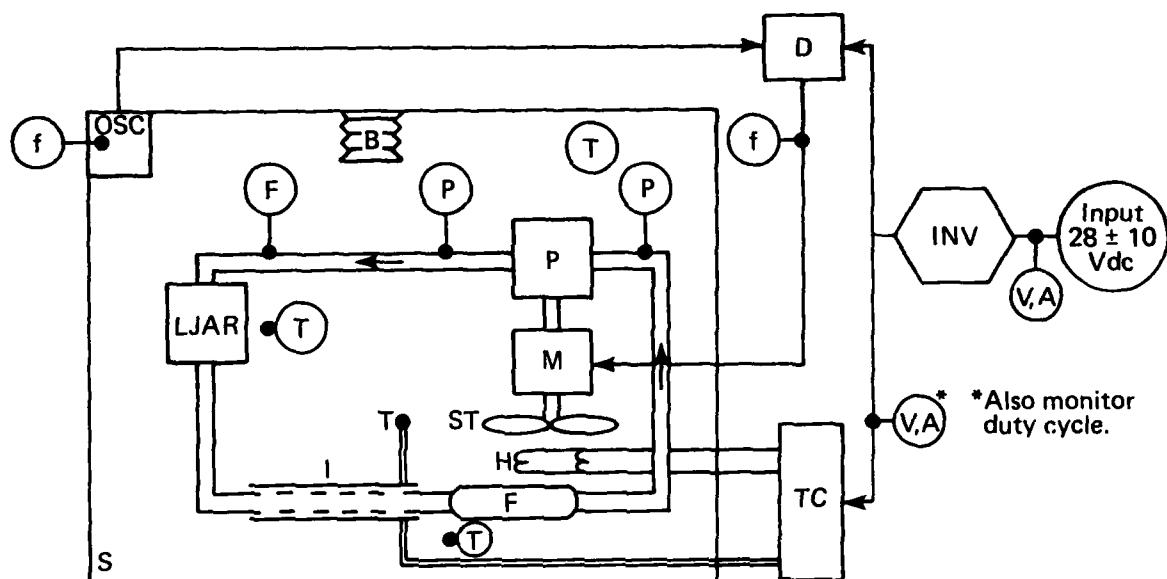 D
OSC
f
B
T
f
F
P
P
P
INV
Input
28 ± 10
Vdc
V,A
LJAR
T
M
T
ST
V,A*
*Also monitor
duty cycle.
H
I
F
TC
T
S